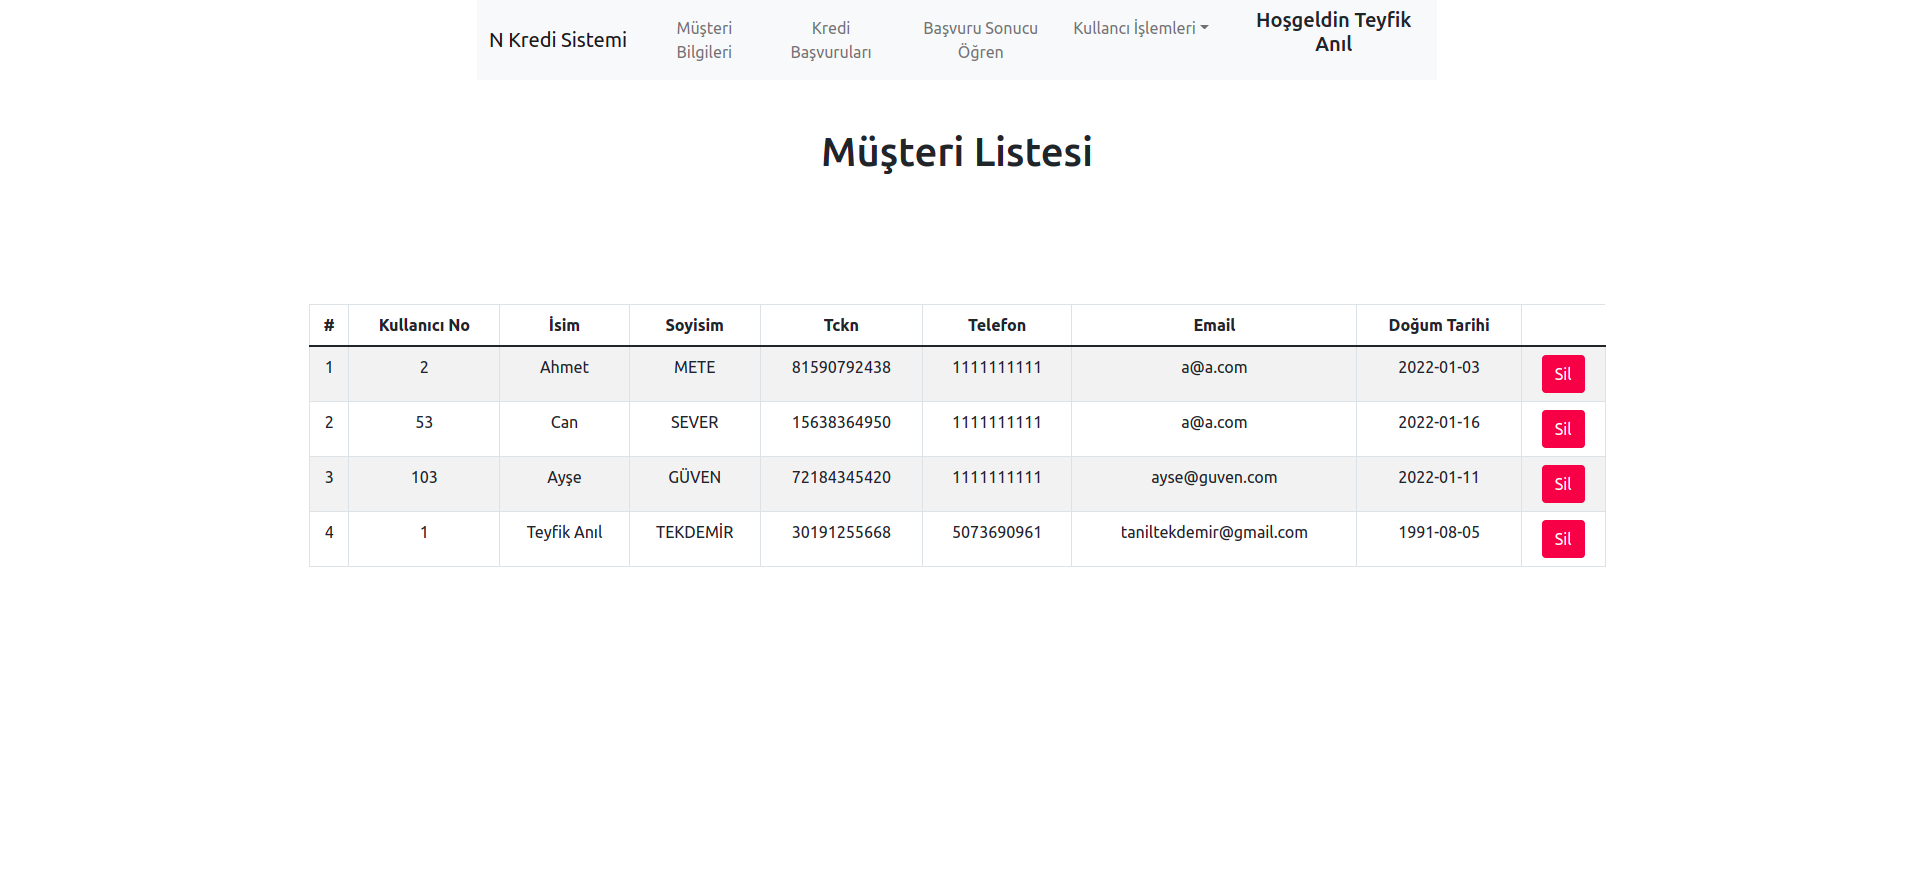 N Kredi Sistemi
Müşteri
Bilgileri
Kredi
Başvuruları
Başvuru Sonucu
Öğren
Kullancı İşlemleri
Hoşgeldin Teyfik
Anıl
Müşteri Listesi
# Kullanıcı No İsim Soyisim Tckn Telefon Email Doğum Tarihi
1 2 Ahmet METE 81590792438 1111111111 a@a.com 2022-01-03 Sil
2 53 Can SEVER 15638364950 1111111111 a@a.com 2022-01-16 Sil
3 103 Ayşe GÜVEN 72184345420 1111111111 ayse@guven.com 2022-01-11 Sil
4 1 Teyfik Anıl TEKDEMİR 30191255668 5073690961 taniltekdemir@gmail.com 1991-08-05 Sil